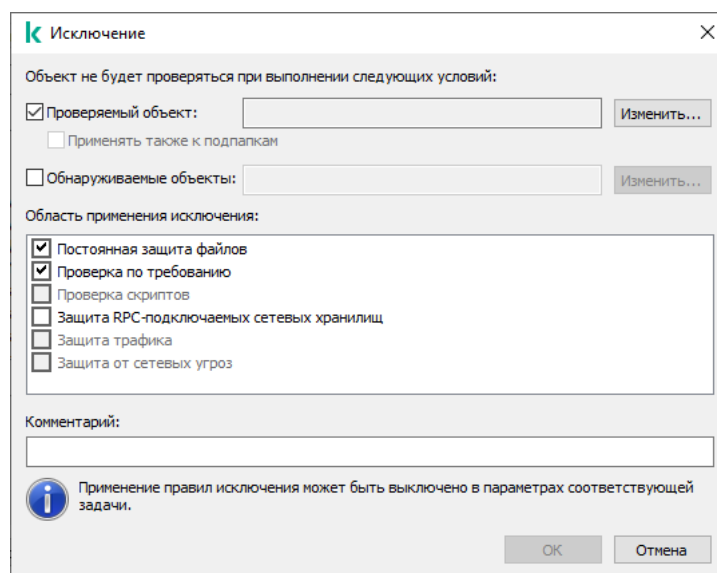 Исключение
Объект не будет проверяться при выполнении следующих условий:
Проверяемый объект:
Изменить...
Применять также к подпапкам
Обнаруживаемые объекты:
Изменить...
Область применения исключения:
Постоянная защита файлов
Проверка по требованию
Проверка скриптов
Защита RPC-подключаемых сетевых хранилищ
Защита трафика
Защита от сетевых угроз
Комментарий:
Применение правил исключения может быть выключено в параметрах соответствующей
задачи.
ОК
Отмена